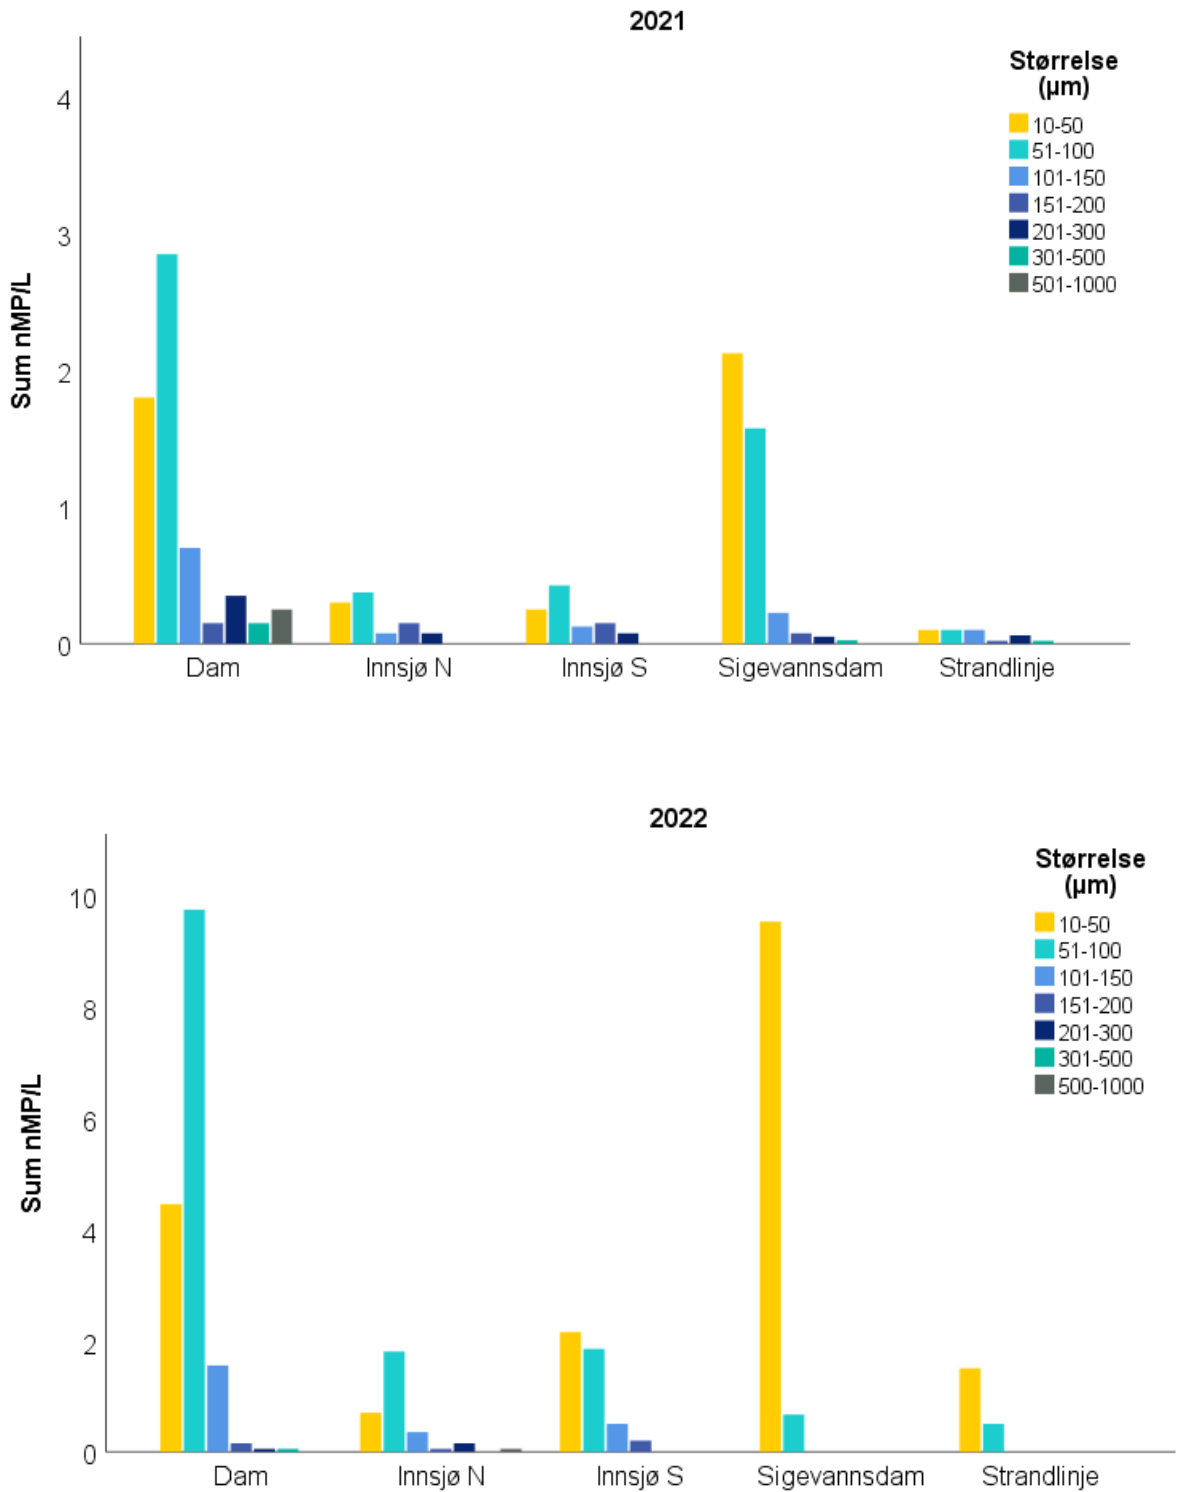 2021
Størrelse
(µm)
10-50
51-100
101-150
151-200
201-300
301-500
501-1000
Sum nMP/L
4
3
2
1
0
Dam
Innsjø N
Innsjø S
Sigevannsdam
Strandlinje
2022
Størrelse
(µm)
10-50
51-100
101-150
151-200
201-300
301-500
500-1000
Sum nMP/L
10
8
6
4
2
0
Dam
Innsjø N
Innsjø S
Sigevannsdam
Strandlinje